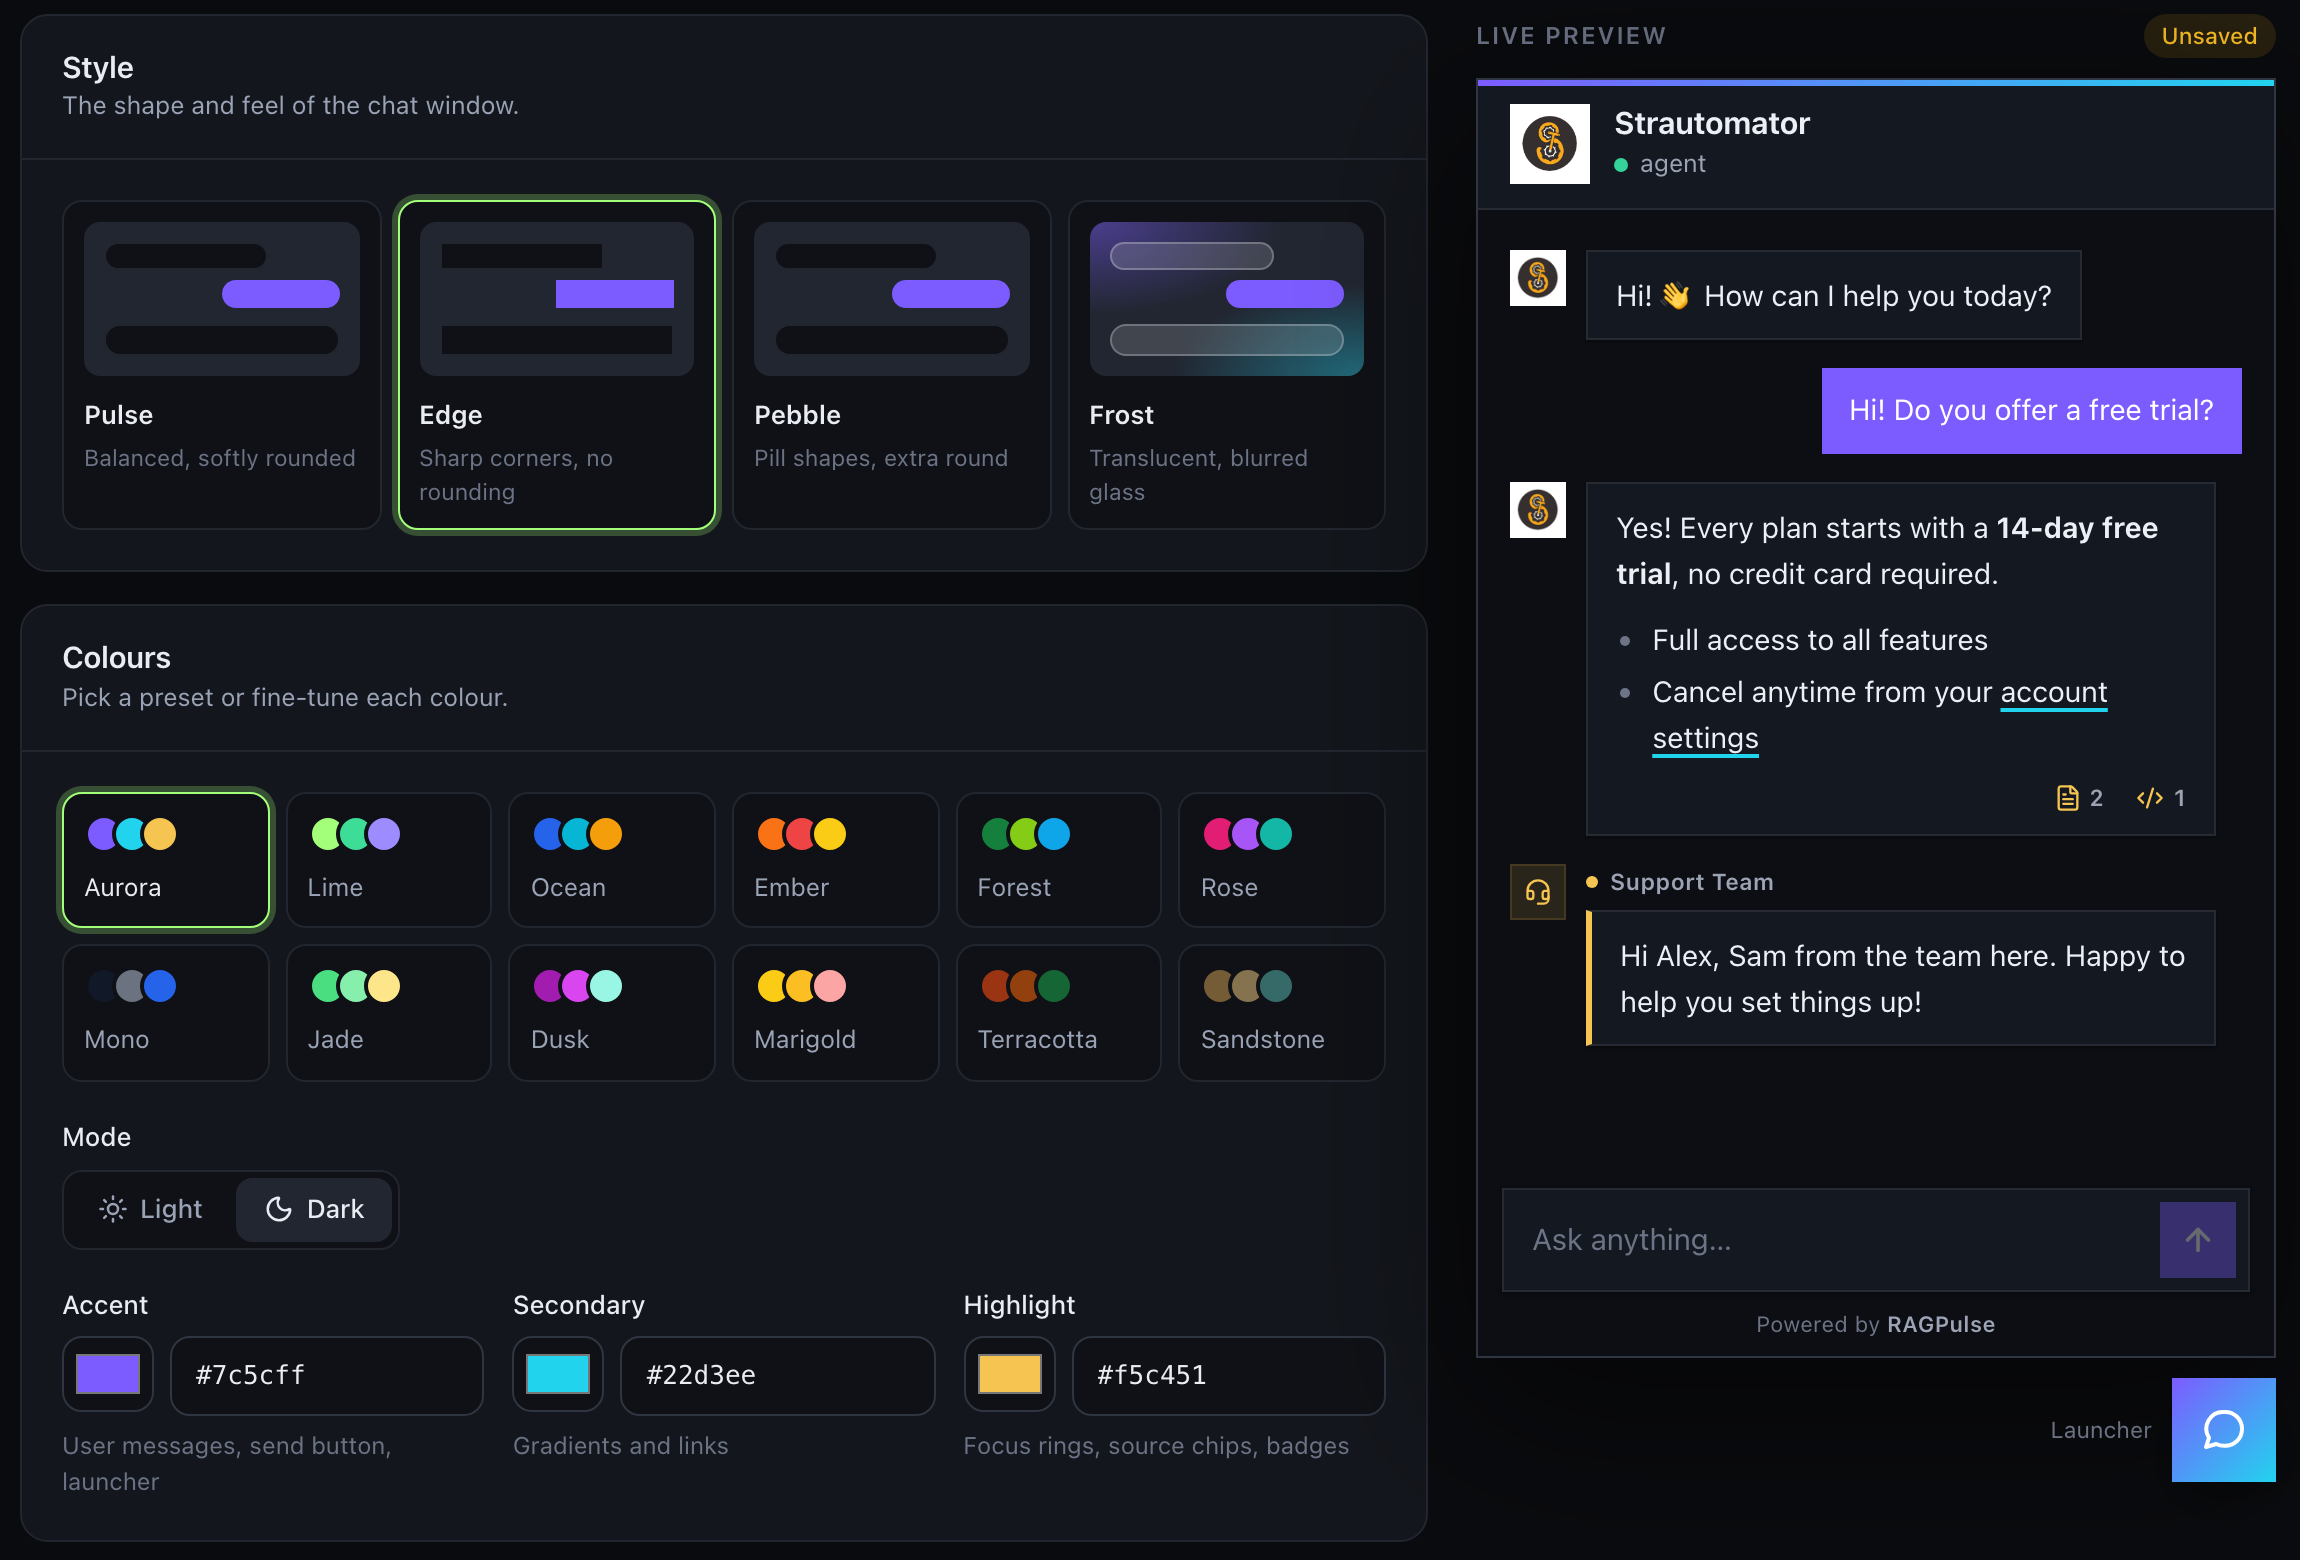 Style
The shape and feel of the chat window.
Pulse
Balanced, softly rounded
Edge
Sharp corners, no
rounding
Pebble
Pill shapes, extra round
Frost
Translucent, blurred
glass
Colours
Pick a preset or fine-tune each colour.
Aurora
Lime
Ocean
Ember
Forest
Rose
Mono
Jade
Dusk
Marigold
Terracotta
Sandstone
Mode
Light
Dark
Accent
#7c5cff
User messages, send button,
launcher
Secondary
#22d3ee
Gradients and links
Highlight
#f5c451
Focus rings, source chips, badges
LIVE PREVIEW
Unsaved
Strautomator
agent
Hi! 👋 How can I help you today?
Hi! Do you offer a free trial?
Yes! Every plan starts with a 14-day free
trial, no credit card required.
Full access to all features
Cancel anytime from your account
settings
2
1
Support Team
Hi Alex, Sam from the team here. Happy to
help you set things up!
Ask anything...
Powered by RAGPulse
Launcher